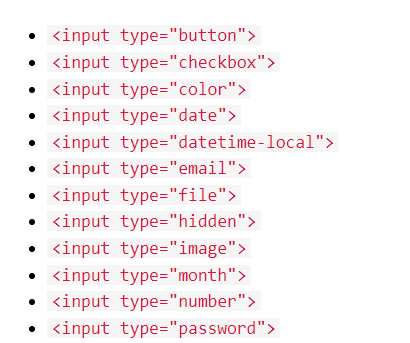 <input type="button">
<input type="checkbox">
<input type="color">
<input type="date">
<input type="datetime-local">
<input type="email">
<input type="file">
<input type="hidden">
<input type="image">
<input type="month">
<input type="number">
<input type="password">